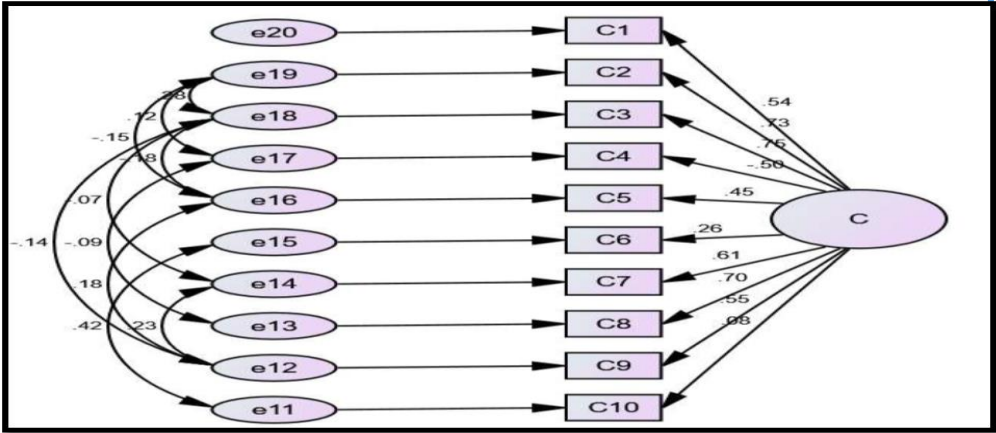 e20 C1
e19 C2
.54
.12
.73
e18 C3
-.15
.75
e17 C4
-.18
-.50
e16 C5
.45
.07
e15 C6
.26
-.14
-.09
.61
e14 C7
.18
.70
.55
e13 C8
.42
.23
.08
e12 C9
e11 C10
C